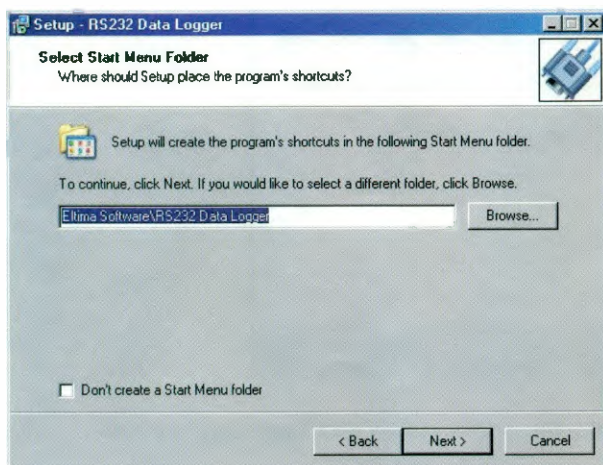 Setup - RS232 Data Logger
Select Start Menu Folder
Where should Setup place the program's shortcuts?
Setup will create the program's shortcuts in the following Start Menu folder.
To continue, click Next. If you would like to select a different folder, click Browse.
Eltima Software\RS232 Data Logger
Browse...
Don't create a Start Menu folder
< Back
Next >
Cancel